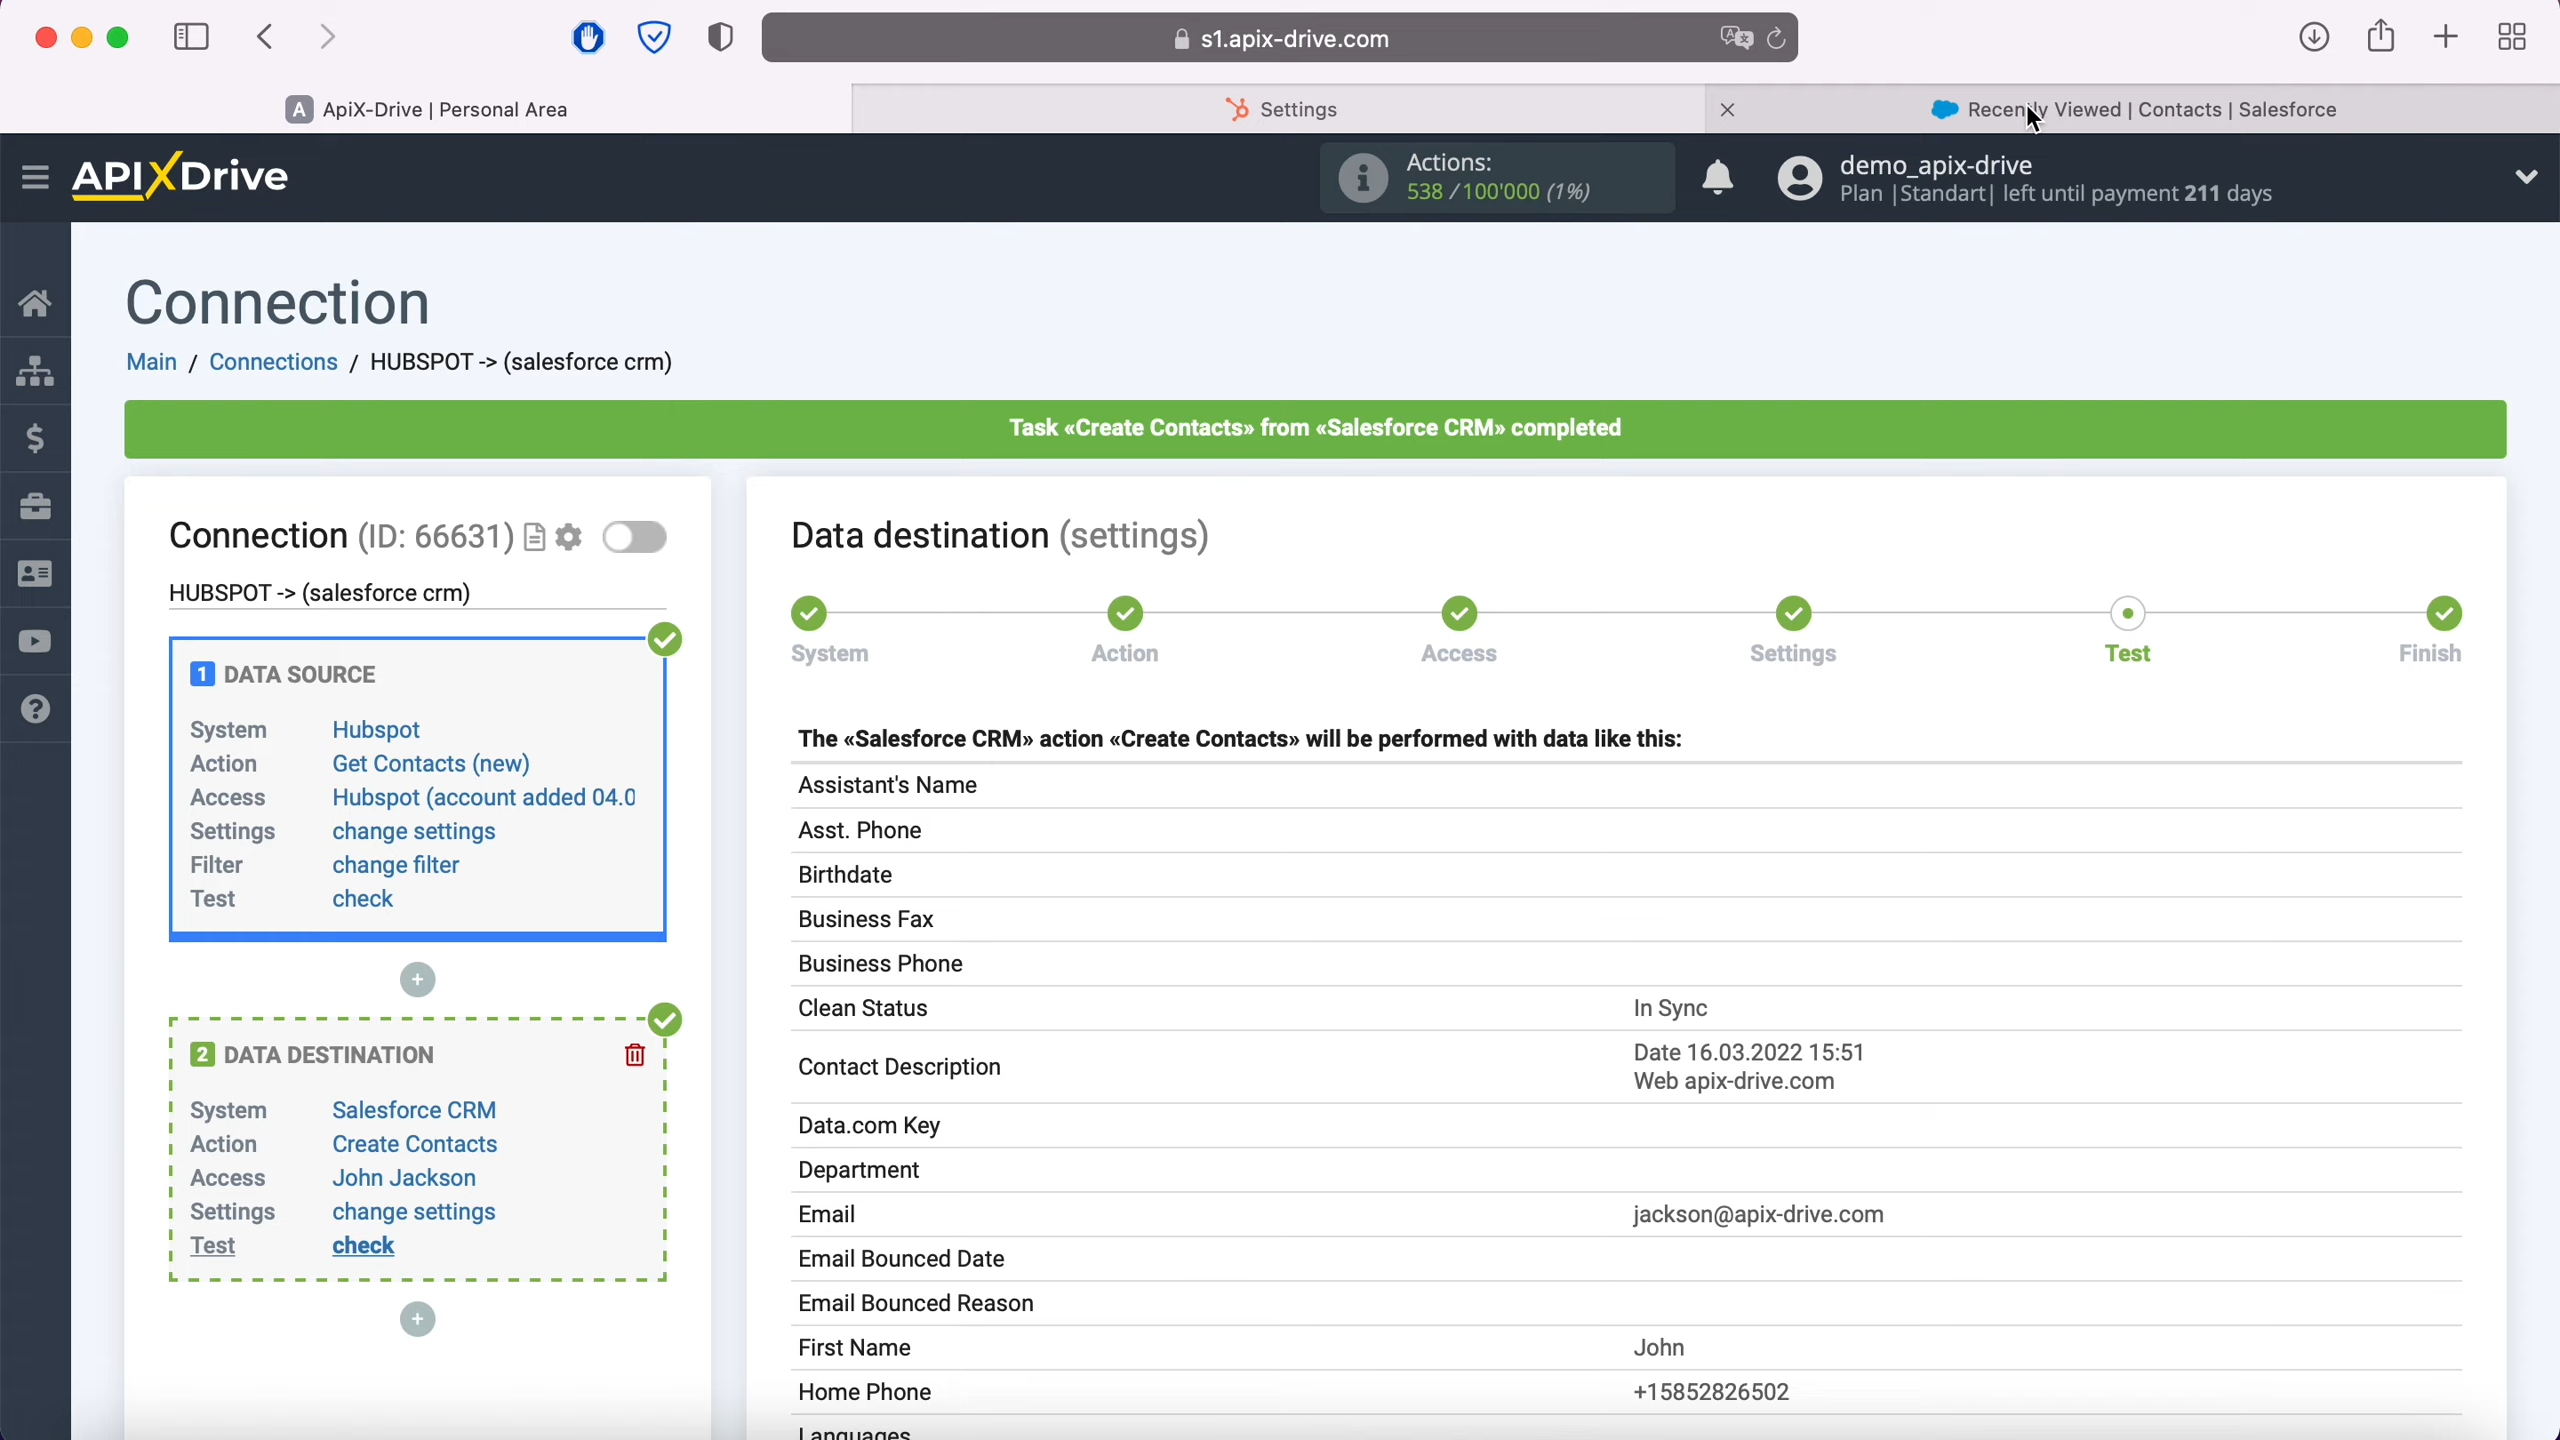 s1.apix-drive.com
A ApiX-Drive | Personal Area
Settings
Recently Viewed | Contacts | Salesforce
APIXDrive
Actions:
538 /100'000 (1%)
demo_apix-drive
Plan |Standart| left until payment 211 days
Connection
Main / Connections / HUBSPOT -> (salesforce crm)
Task «Create Contacts» from «Salesforce CRM» completed
Connection (ID: 66631)
HUBSPOT -> (salesforce crm)
1 DATA SOURCE
System Hubspot
Action Get Contacts (new)
Access Hubspot (account added 04.0
Settings change settings
Filter change filter
Test check
2 DATA DESTINATION
System Salesforce CRM
Action Create Contacts
Access John Jackson
Settings change settings
Test check
Data destination (settings)
System
Action
Access
Settings
Test
Finish
The «Salesforce CRM» action «Create Contacts» will be performed with data like this:
Assistant's Name
Asst. Phone
Birthdate
Business Fax
Business Phone
Clean Status In Sync
Contact Description Date 16.03.2022 15:51
Web apix-drive.com
Data.com Key
Department
Email jackson@apix-drive.com
Email Bounced Date
Email Bounced Reason
First Name John
Home Phone +15852826502
Languages